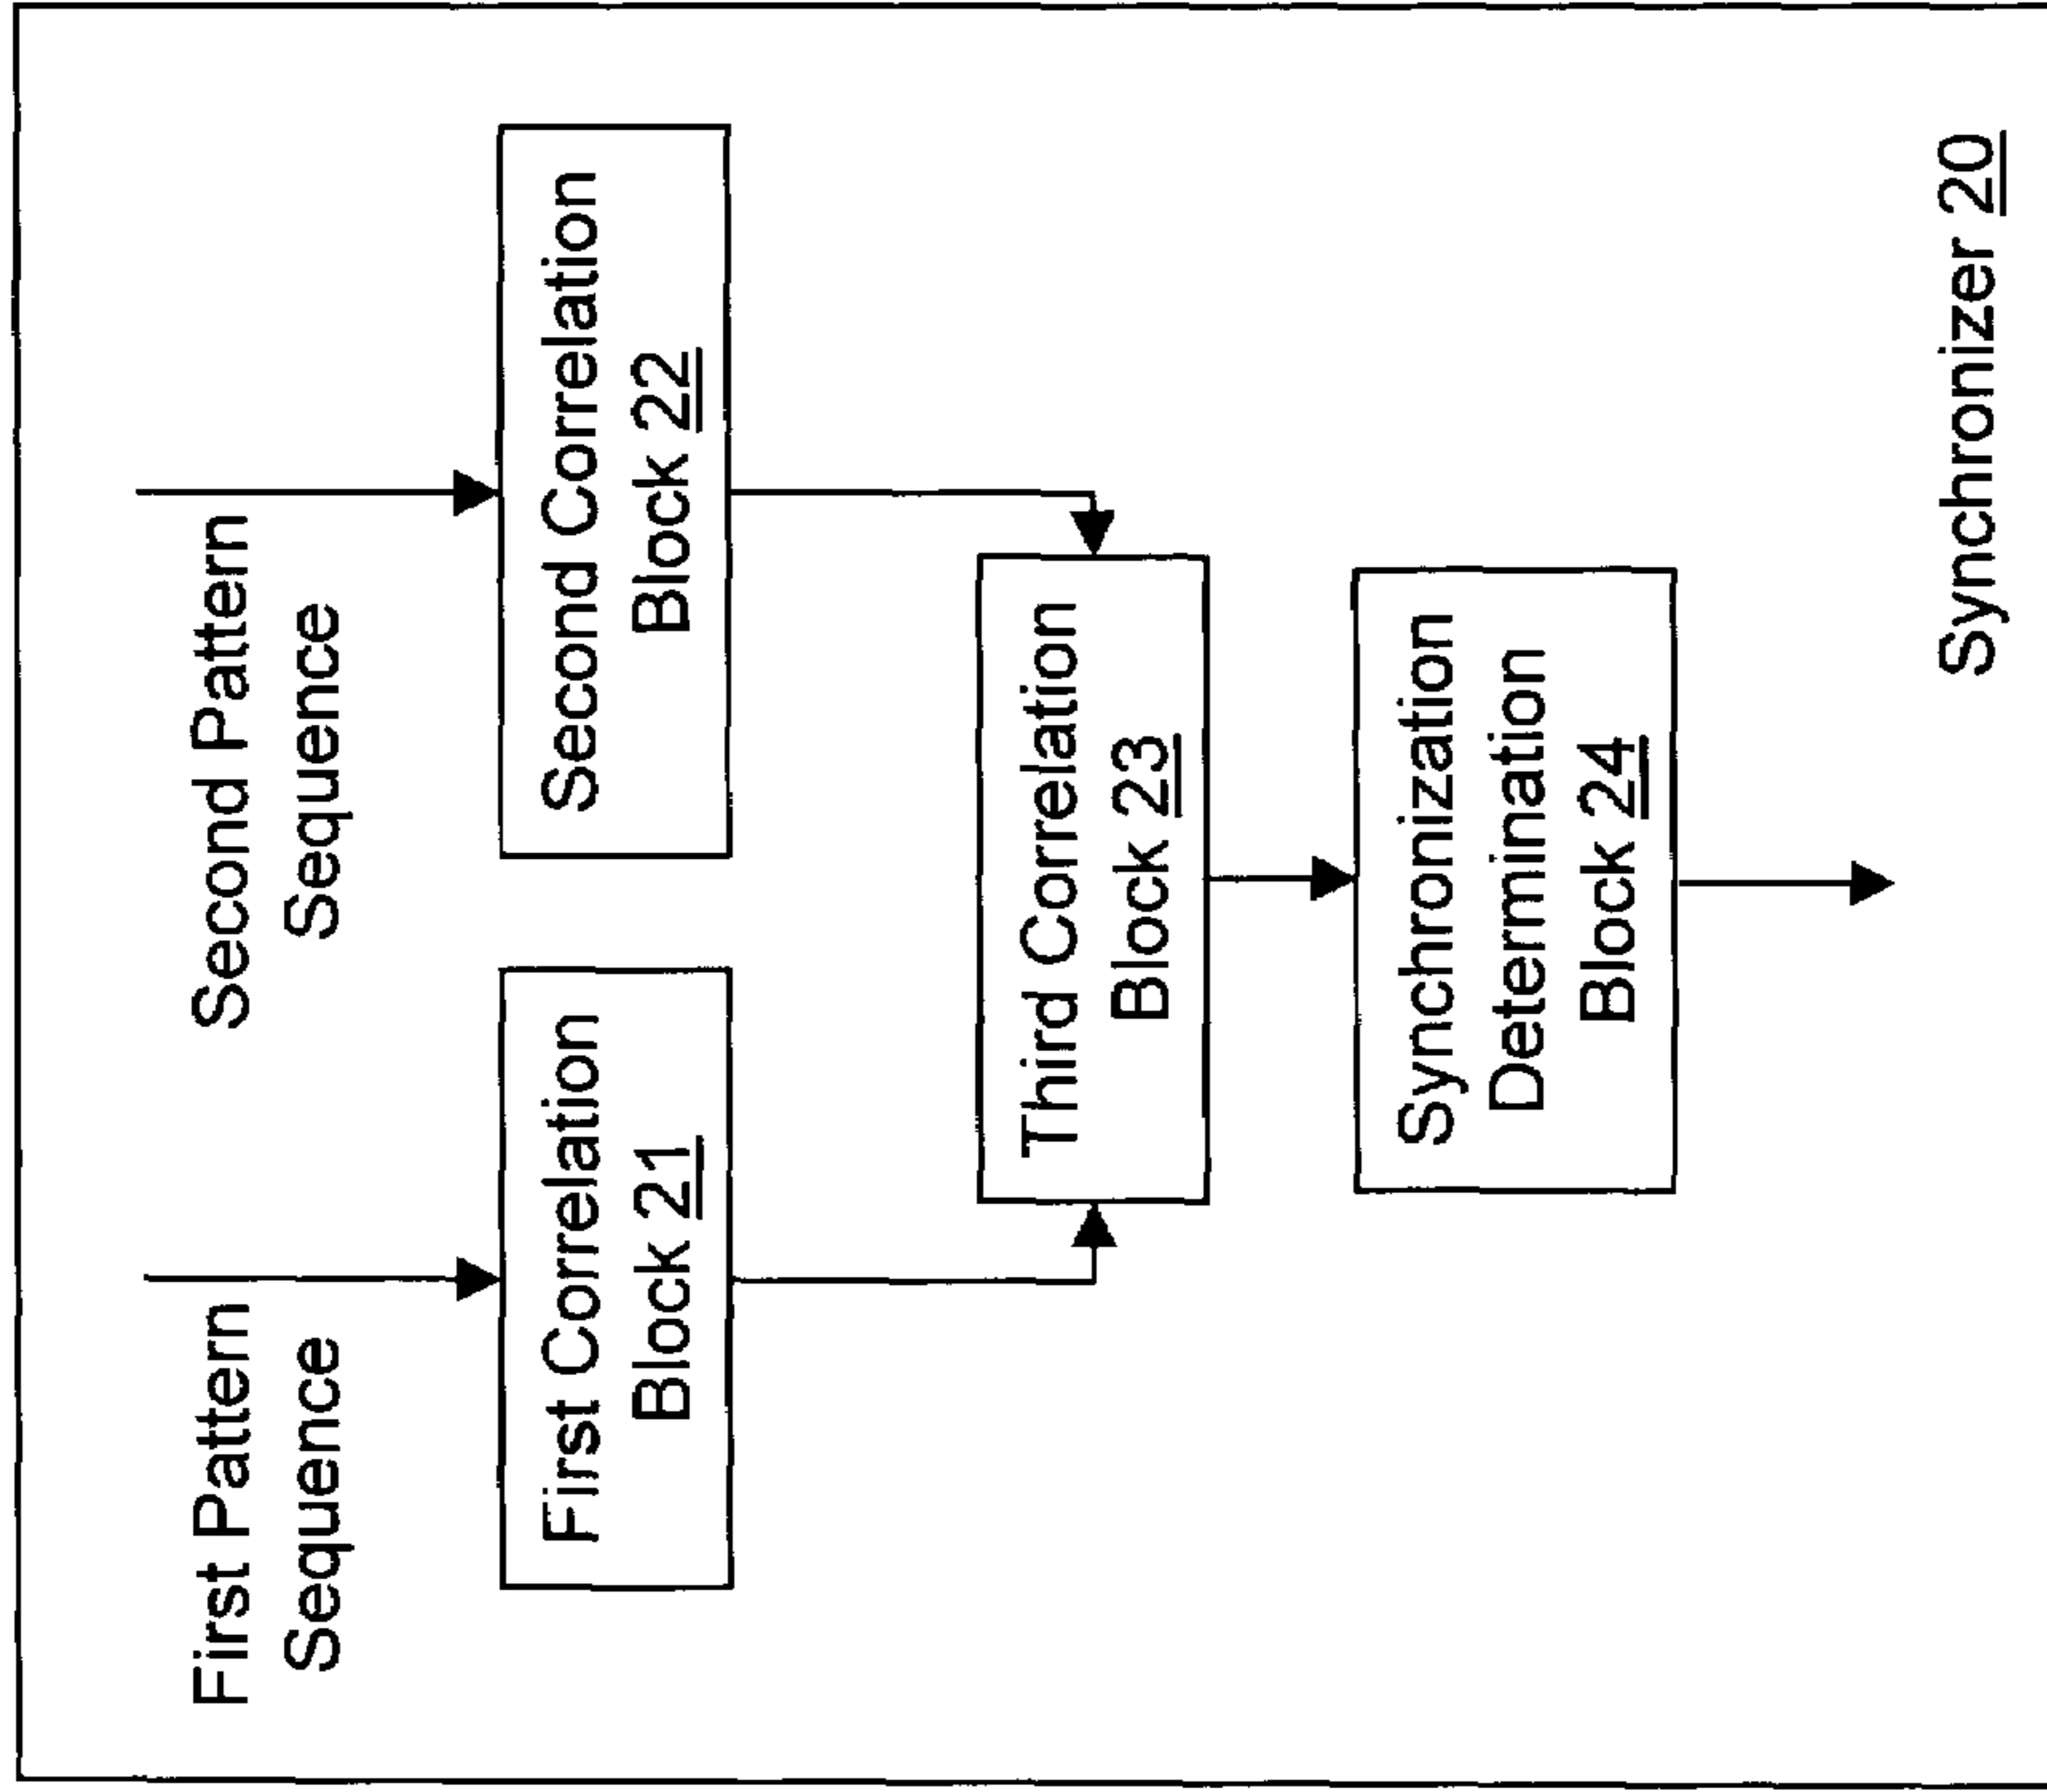 First Pattern
Sequence
Second Pattern
Sequence
First Correlation
Block 21
Second Correlation
Block 22
Third Correlation
Block 23
Synchronization
Determination
Block 24
Synchronizer 20